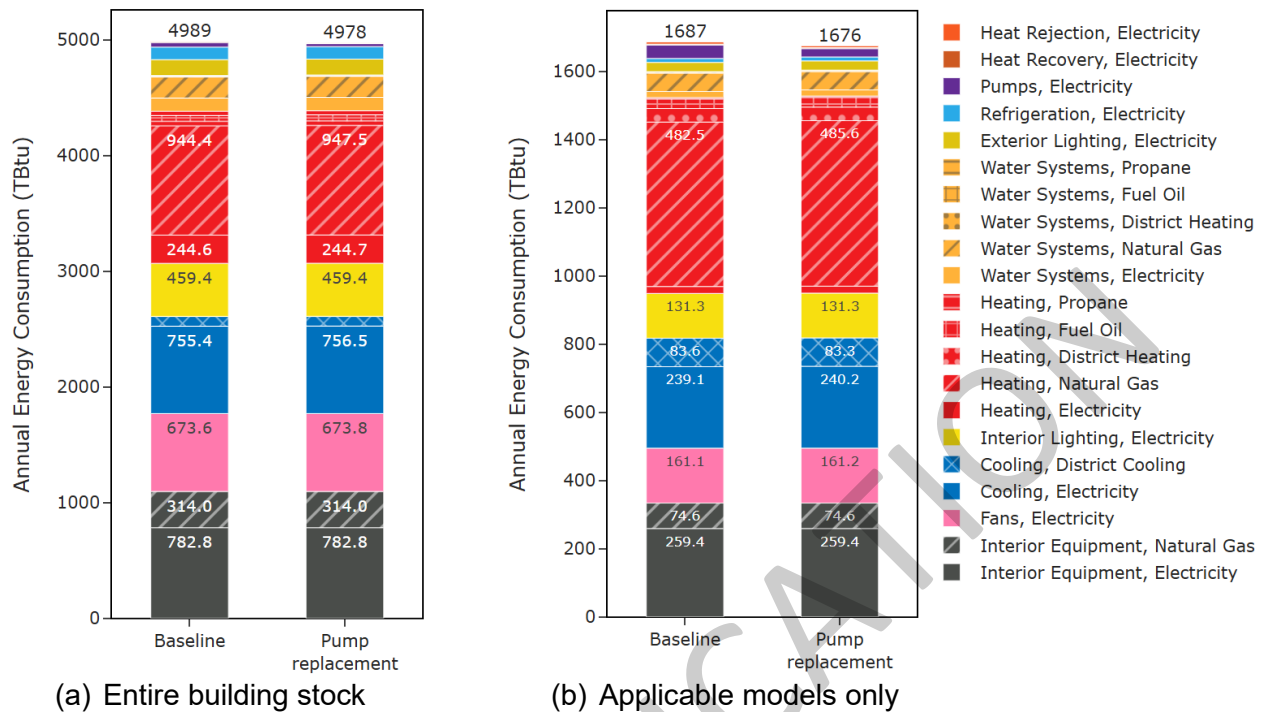 4989
4978
5000
944.4
947.5
4000
244.6
244.7
3000
459.4
459.4
755.4
756.5
2000
673.6
673.8
1000
314.0
314.0
782.8
782.8
0
Baseline
Pump
replacement
Annual Energy Consumption (TBtu)
(a) Entire building stock
1687
1676
1600
482.5
485.6
1400
1200
1000
131.3
131.3
800
83.6
83.3
239.1
240.2
600
400
161.1
161.2
74.6
74.6
200
259.4
259.4
0
Baseline
Pump
replacement
Annual Energy Consumption (TBtu)
(b) Applicable models only
Heat Rejection, Electricity
Heat Recovery, Electricity
Pumps, Electricity
Refrigeration, Electricity
Exterior Lighting, Electricity
Water Systems, Propane
Water Systems, Fuel Oil
Water Systems, District Heating
Water Systems, Natural Gas
Water Systems, Electricity
Heating, Propane
Heating, Fuel Oil
Heating, District Heating
Heating, Natural Gas
Heating, Electricity
Interior Lighting, Electricity
Cooling, District Cooling
Cooling, Electricity
Fans, Electricity
Interior Equipment, Natural Gas
Interior Equipment, Electricity
CATION